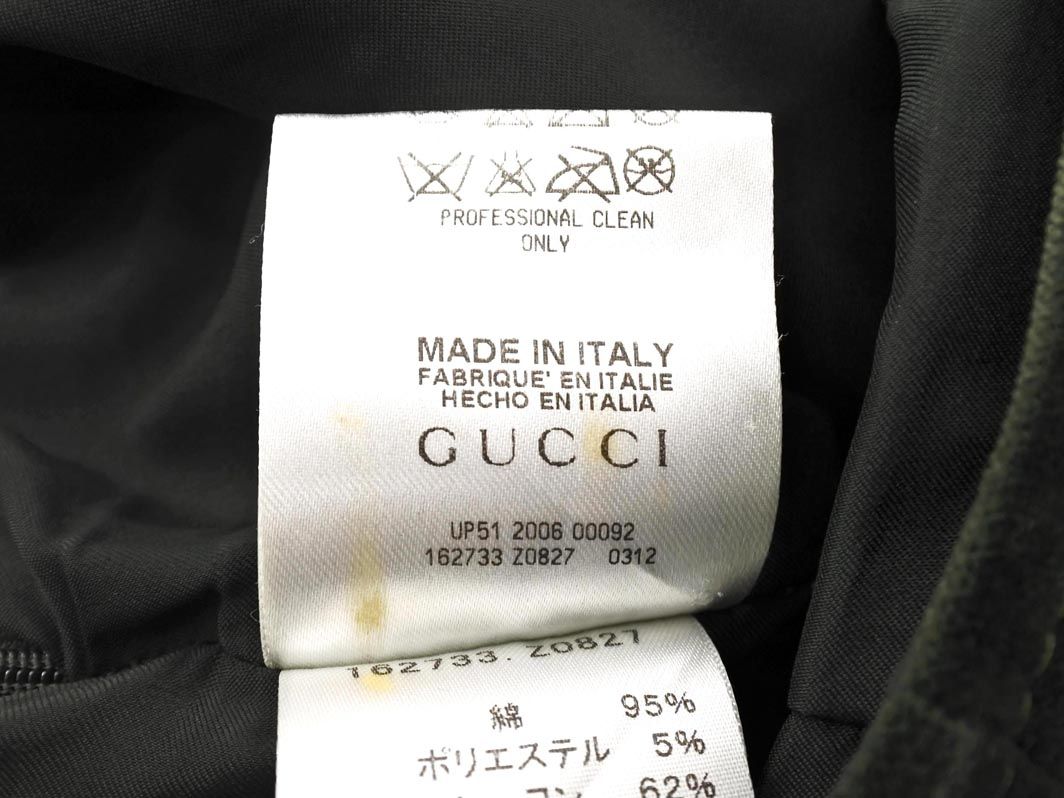 PROFESSIONAL CLEAN
ONLY
MADE IN ITALY
FABRIQUE' EN ITALIE
HECHO EN ITALIA
GUCCI
UP51 2006 00092
162733 Z0827 0312
162733. Z0827
綿 95%
ポリエステル 5%
62%